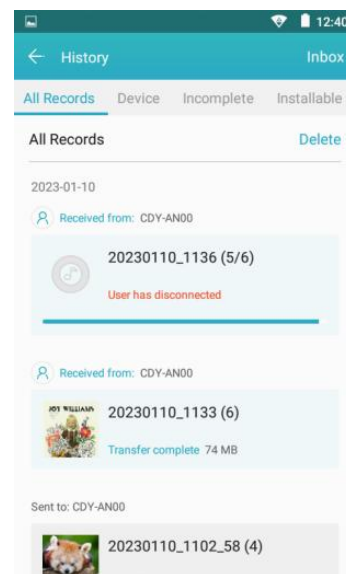 12:40
History
Inbox
All Records Device Incomplete Installable
All Records
Delete
2023-01-10
Received from: CDY-AN00
20230110_1136 (5/6)
User has disconnected
Received from: CDY-AN00
JOY WILLIAMS
20230110_1133 (6)
Transfer complete 74 MB
Sent to: CDY-AN00
20230110_1102_58 (4)